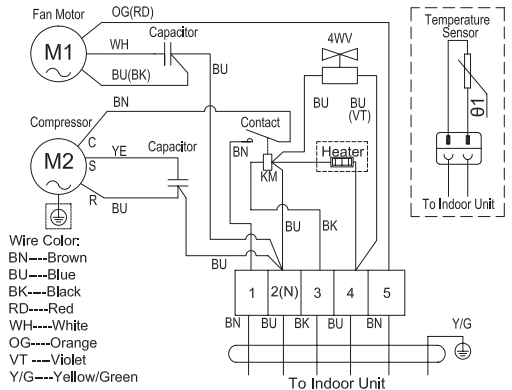 Fan Motor
OG(RD)
M1
WH
Capacitor
BU(BK)
BU
4WV
BU
BU
(VT)
Temperature
Sensor
θ1
To Indoor Unit
BN
Compressor
C
M2
S
YE
Capacitor
R
BU
Contact
BN
KM
Heater
BU
BK
BU
Wire Color:
BN---Brown
BU---Blue
BK---Black
RD---Red
WH---White
OG---Orange
VT ---Violet
Y/G---Yellow/Green
1
2(N)
3
4
5
BN
BU
BK
BU
BN
Y/G
To Indoor Unit